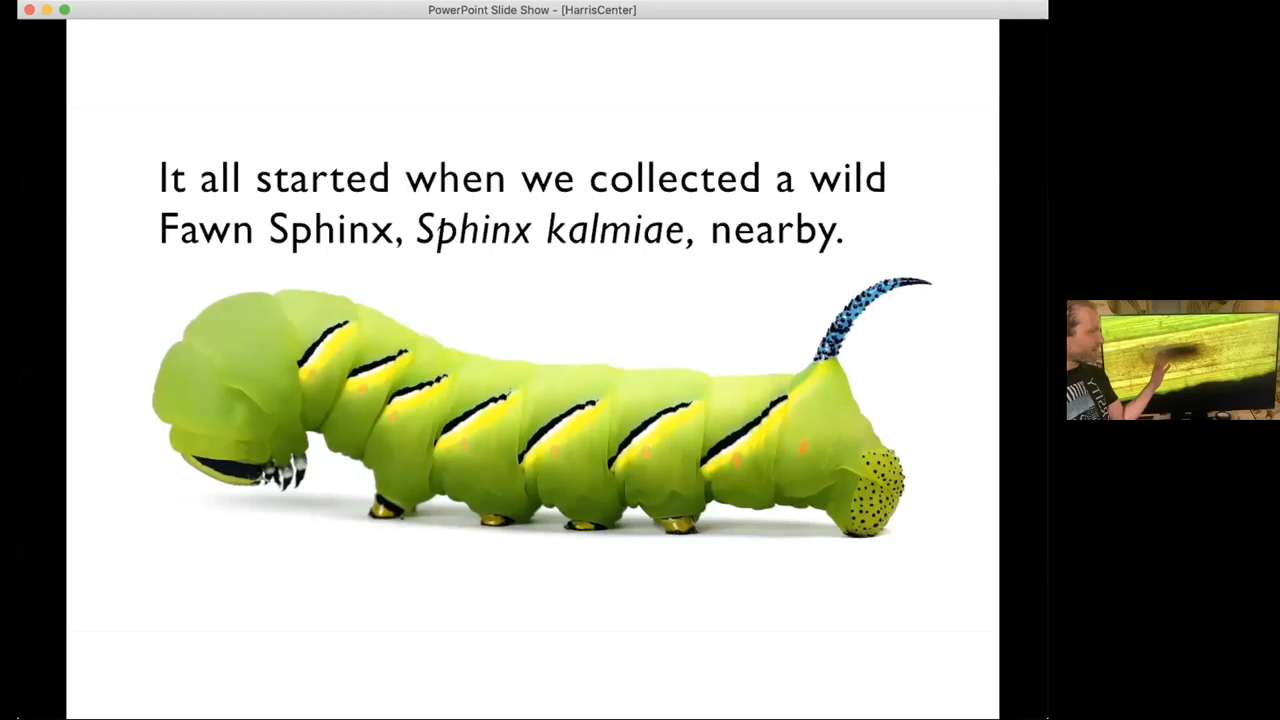 PowerPoint Slide Show - [HarrisCenter]
It all started when we collected a wild
Fawn Sphinx, Sphinx kalmiae, nearby.